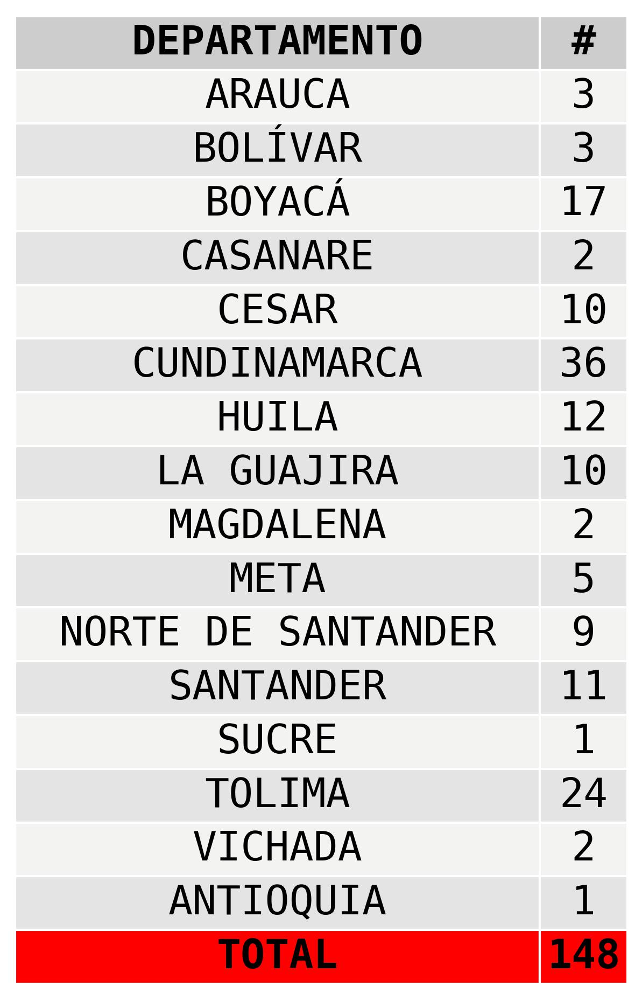 DEPARTAMENTO #
ARAUCA 3
BOLÍVAR 3
BOYACÁ 17
CASANARE 2
CESAR 10
CUNDINAMARCA 36
HUILA 12
LA GUAJIRA 10
MAGDALENA 2
META 5
NORTE DE SANTANDER 9
SANTANDER 11
SUCRE 1
TOLIMA 24
VICHADA 2
ANTIOQUIA 1
TOTAL 148